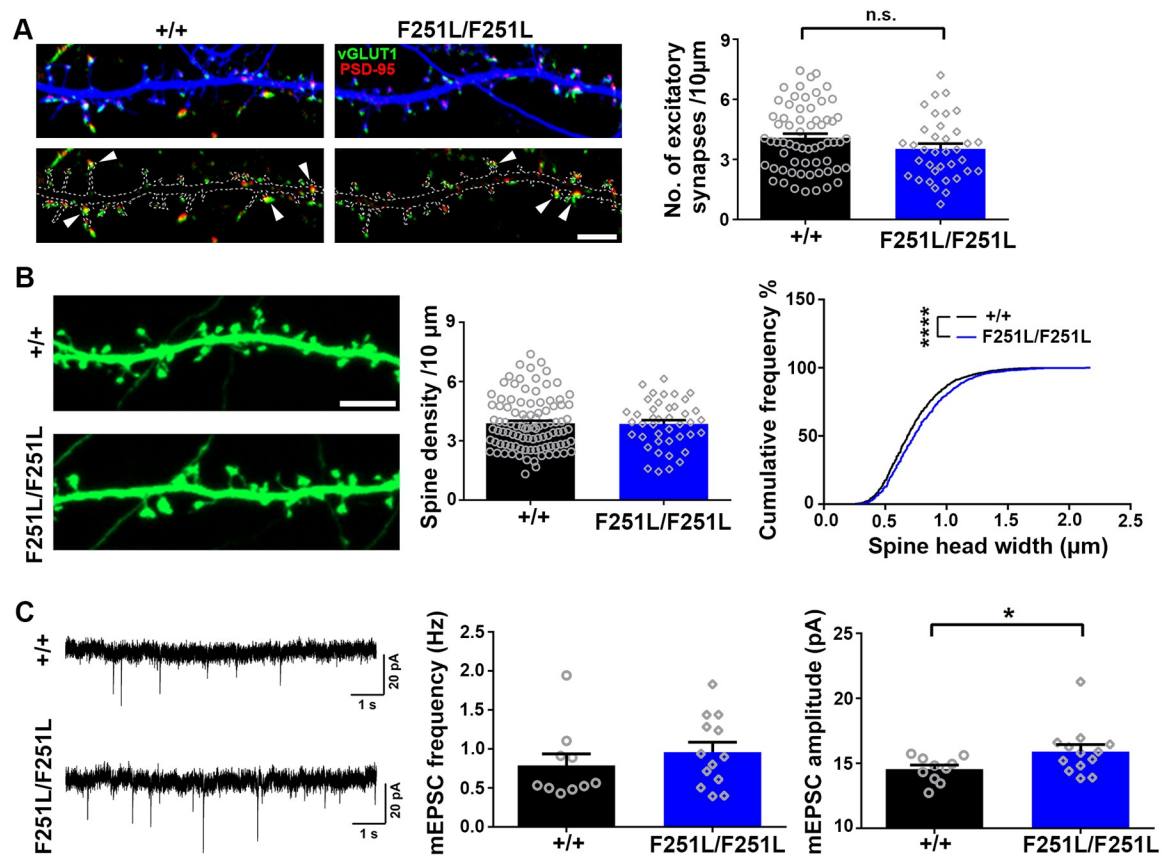 A
+/+
F251L/F251L
vGLUT1
PSD-95
n.s.
No. of excitatory
synapses /10µm
9
6
3
0
+/+
F251L/F251L
B
+/+
F251L/F251L
Spine density /10 µm
9
6
3
0
+/+
F251L/F251L
Cumulative frequency %
150
100
50
0
0.0
0.5
1.0
1.5
2.0
2.5
Spine head width (µm)
****
+/+
F251L/F251L
C
+/+
20 pA
1 s
F251L/F251L
20 pA
1 s
mEPSC frequency (Hz)
2.5
2.0
1.5
1.0
0.5
0.0
+/+
F251L/F251L
mEPSC amplitude (pA)
25
20
15
10
*
+/+
F251L/F251L